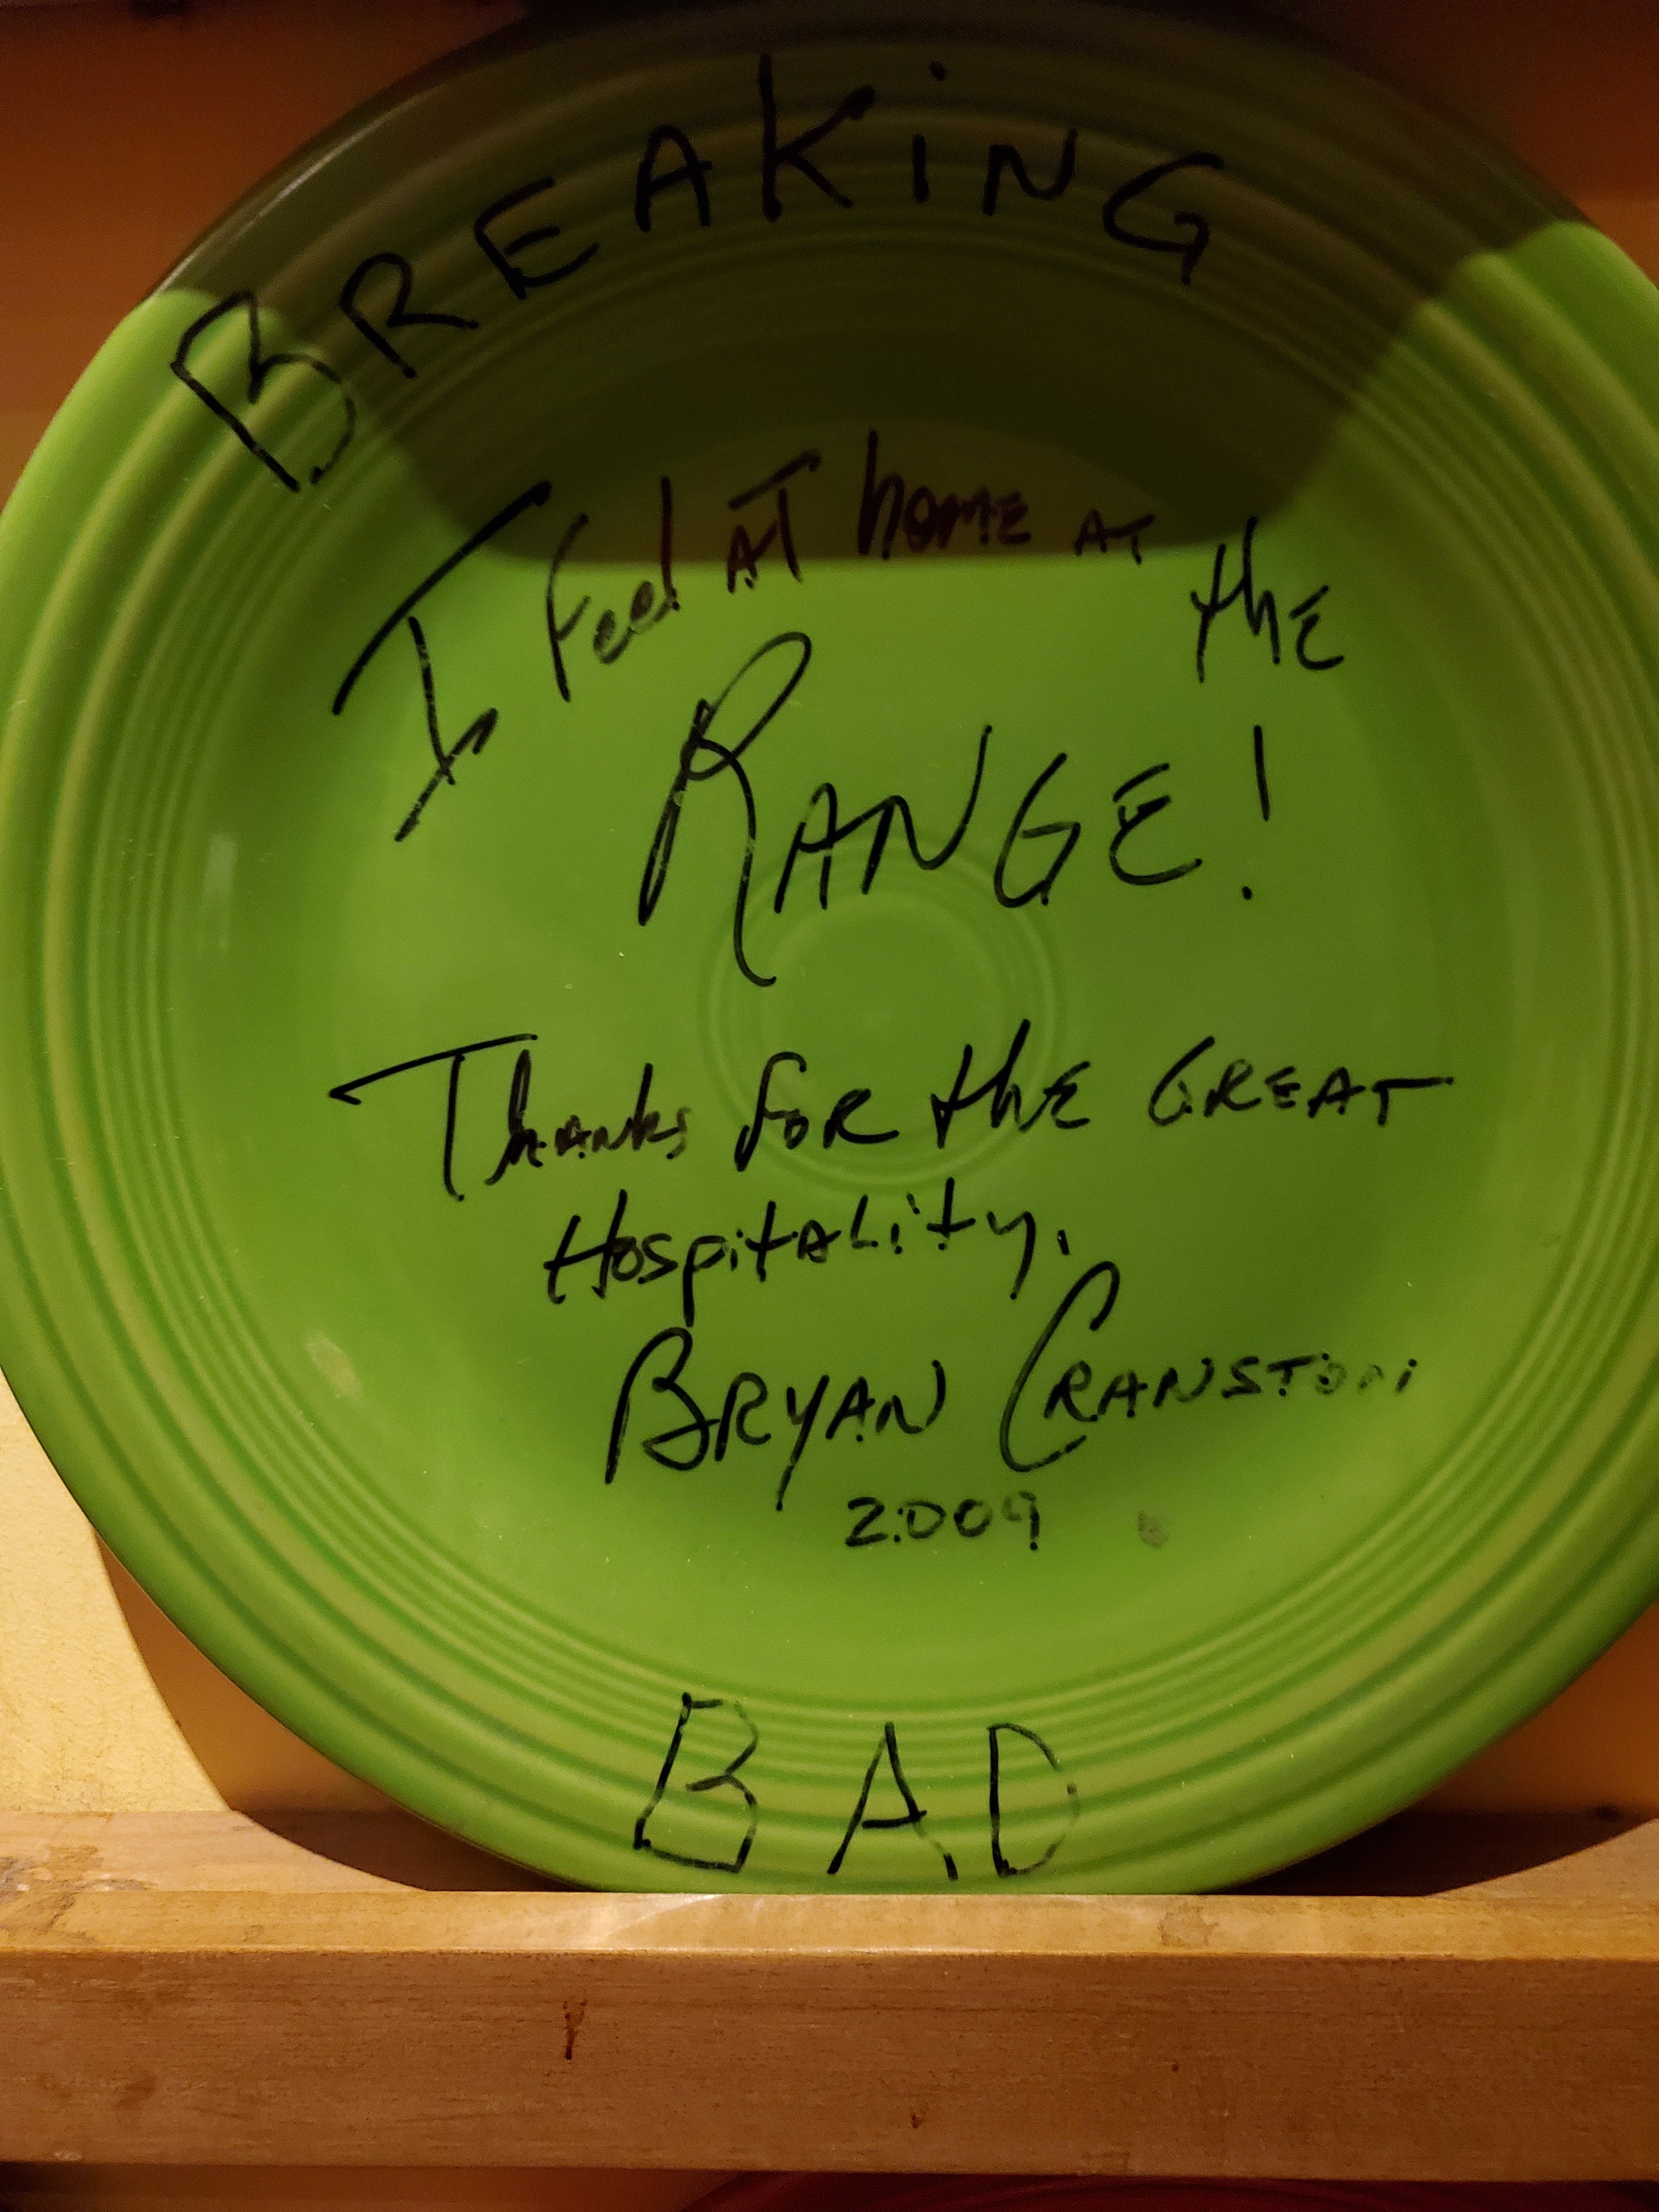 BREAKiNG
I Feel AT home AT the
RANGE!
Thanks for the GREAT
Hospitality,
BRYAN CRANSTON
2009
BAD